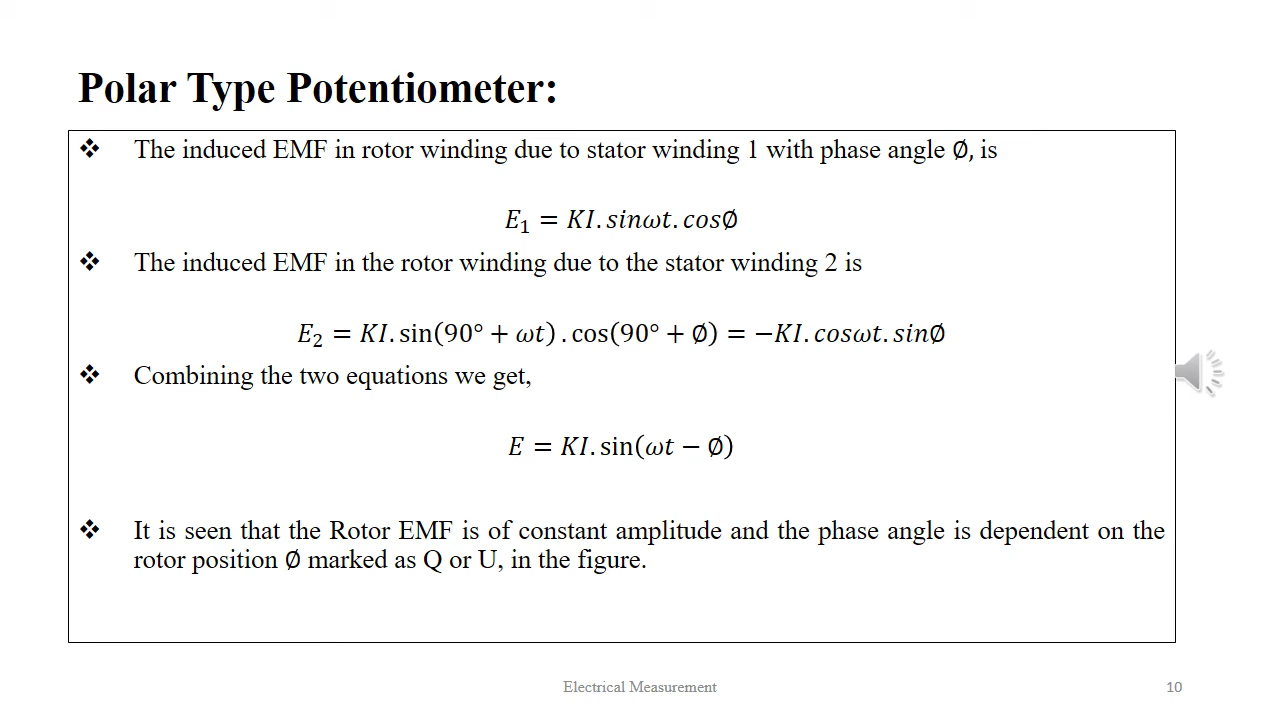 Polar Type Potentiometer:
❖ The induced EMF in rotor winding due to stator winding 1 with phase angle ∅, is
E₁ = KI.sinωt.cos∅
❖ The induced EMF in the rotor winding due to the stator winding 2 is
E₂ = KI.sin(90° + ωt).cos(90° + ∅) = −KI.cosωt.sin∅
❖ Combining the two equations we get,
E = KI.sin(ωt − ∅)
❖ It is seen that the Rotor EMF is of constant amplitude and the phase angle is dependent on the
rotor position ∅ marked as Q or U, in the figure.
Electrical Measurement
10